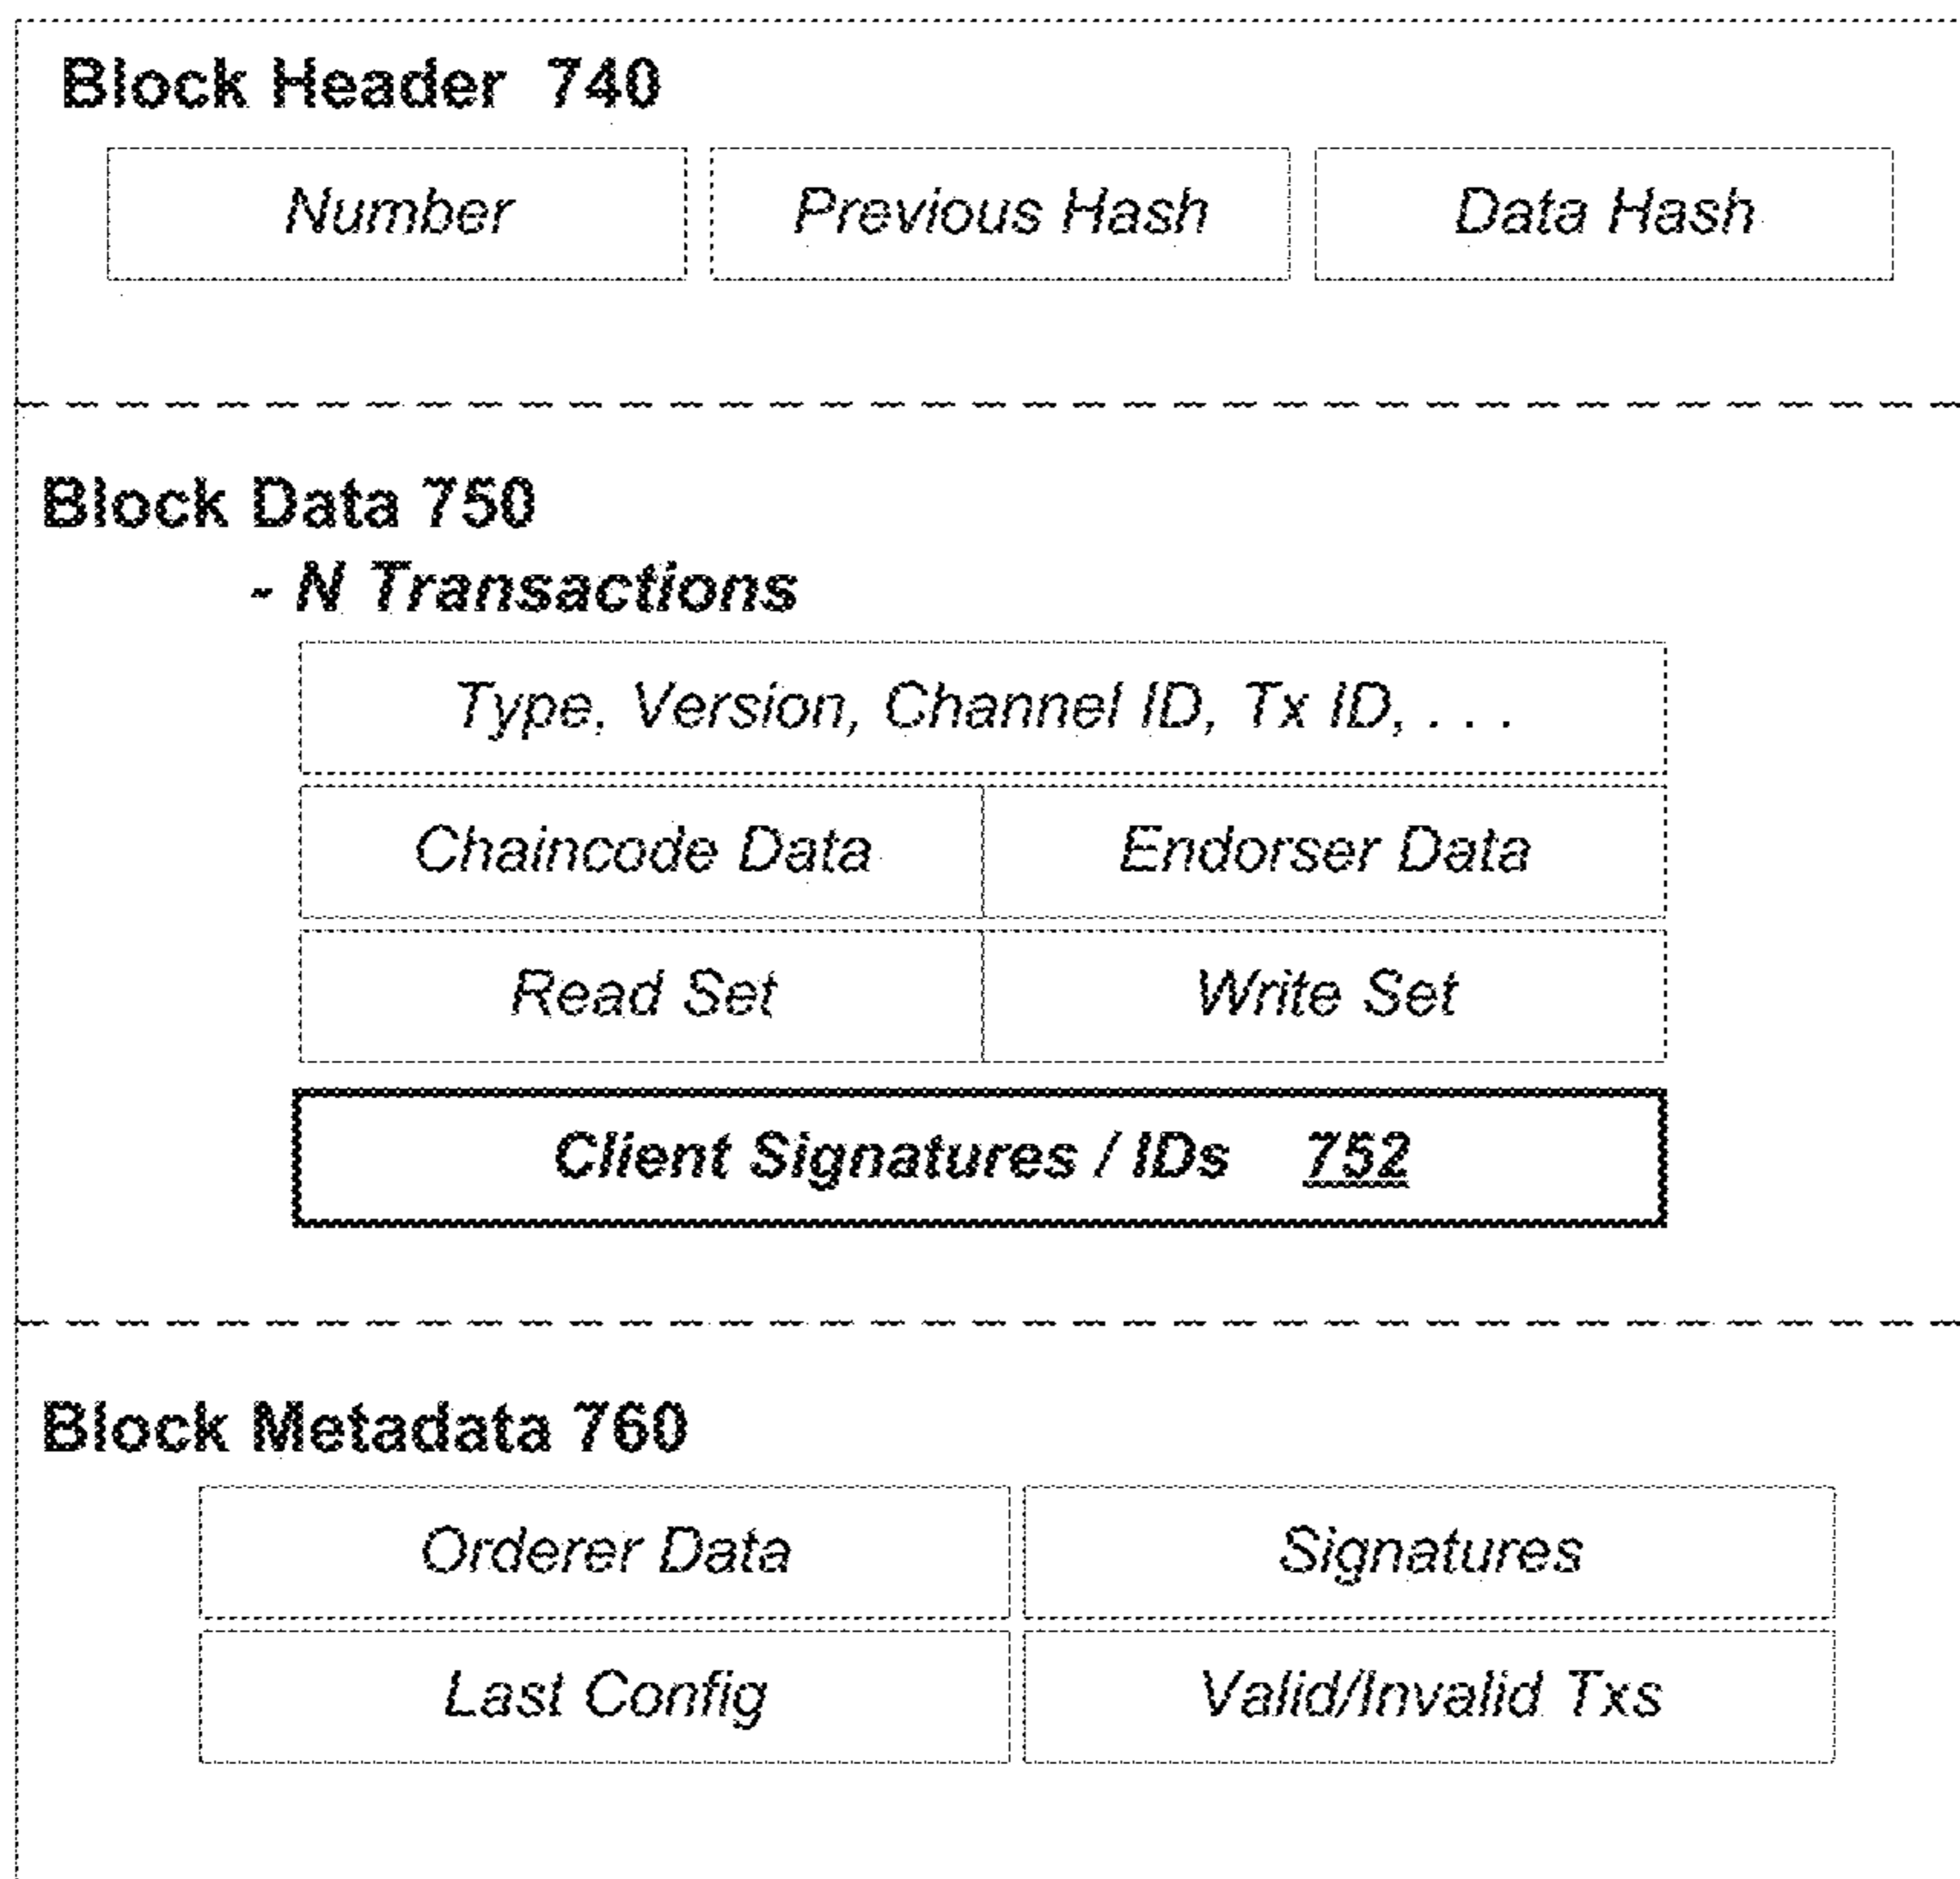 Block Header 740
Number Previous Hash Data Hash
Block Data 750
- N Transactions
Type, Version, Channel ID, Tx ID, . . .
Chaincode Data Endorser Data
Read Set Write Set
Client Signatures / IDs 752
Block Metadata 760
Orderer Data Signatures
Last Config Valid/Invalid Txs